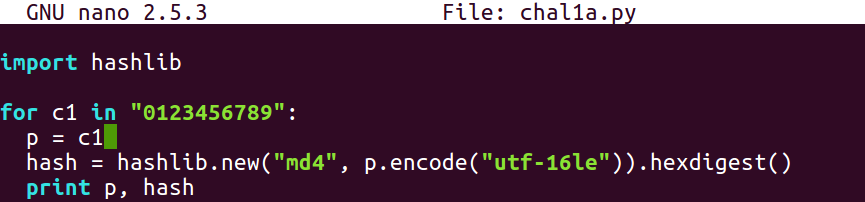 GNU nano 2.5.3 File: chal1a.py
import hashlib
for c1 in "0123456789":
p = c1
hash = hashlib.new("md4", p.encode("utf-16le")).hexdigest()
print p, hash